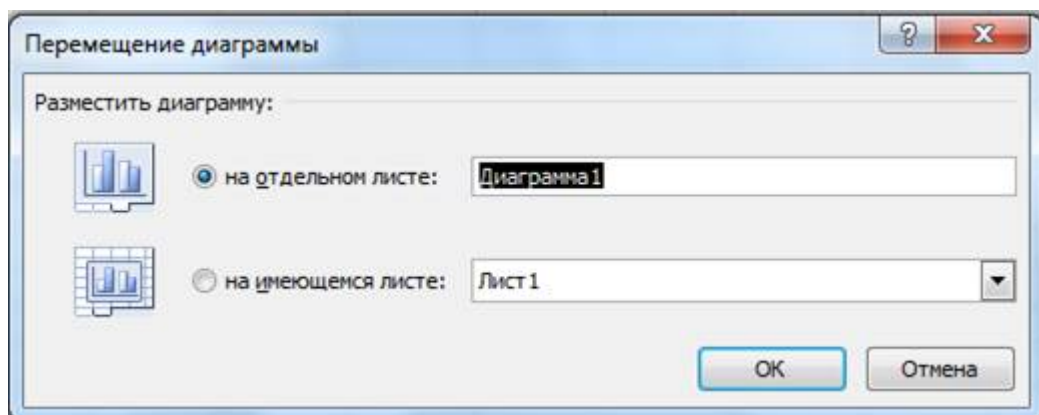 Перемещение диаграммы
Разместить диаграмму:
на отдельном листе: Диаграмма1
на имеющемся листе: Лист1
ОК Отмена